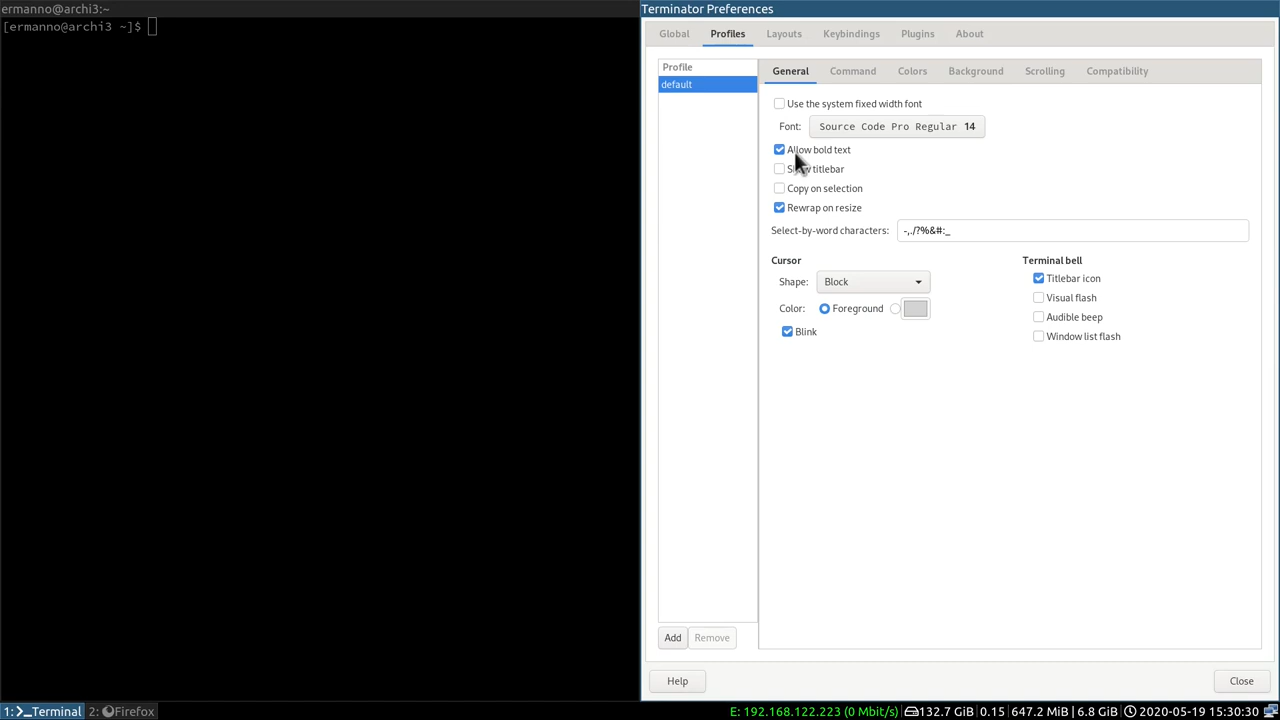 ermanno@archi3:~
[ermanno@archi3 ~]$
Terminator Preferences
Global Profiles Layouts Keybindings Plugins About
Profile
default
General Command Colors Background Scrolling Compatibility
Use the system fixed width font
Font: Source Code Pro Regular 14
Allow bold text
Show titlebar
Copy on selection
Rewrap on resize
Select-by-word characters: -,./?%&#:_
Cursor
Shape: Block
Color: Foreground
Blink
Terminal bell
Titlebar icon
Visual flash
Audible beep
Window list flash
Add Remove
Help Close
1: Terminal 2: Firefox
E: 192.168.122.223 (0 Mbit/s) 132.7 GiB 0.15 647.2 MiB | 6.8 GiB 2020-05-19 15:30:30